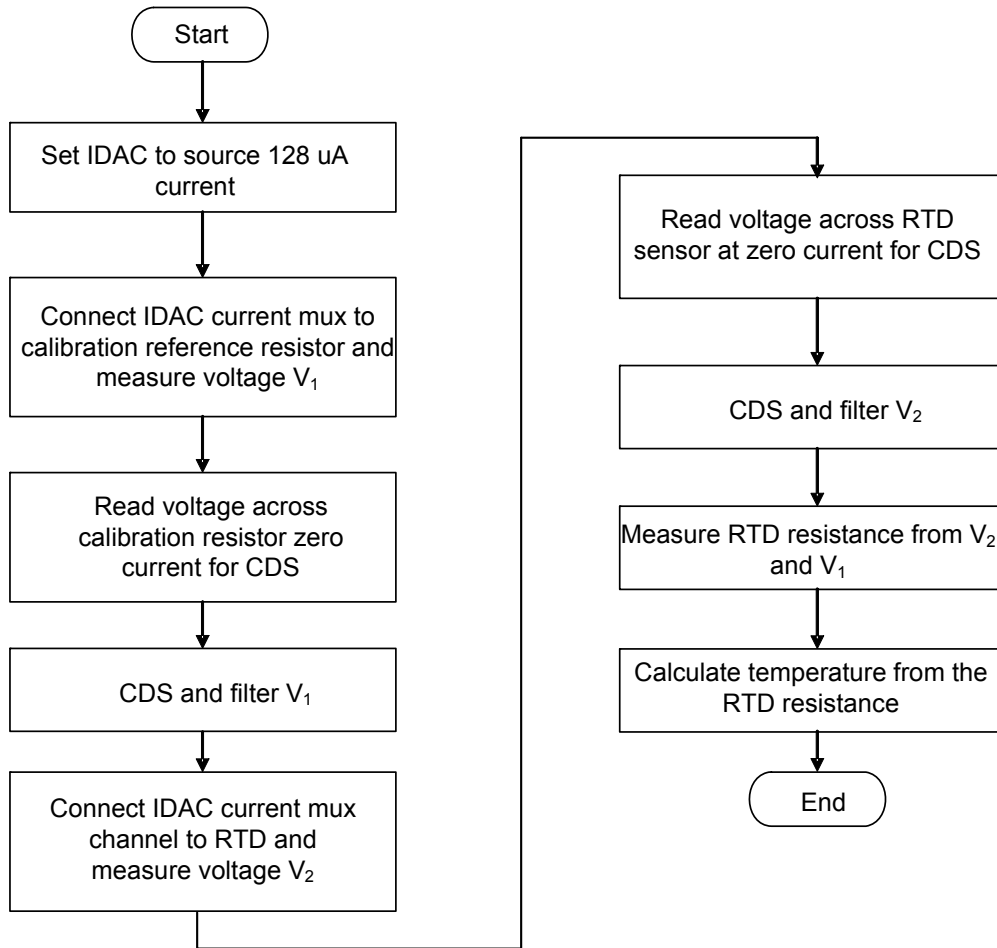 Start
Set IDAC to source 128 uA
current
Connect IDAC current mux to
calibration reference resistor and
measure voltage V₁
Read voltage across
calibration resistor zero
current for CDS
CDS and filter V₁
Connect IDAC current mux
channel to RTD and
measure voltage V₂
Read voltage across RTD
sensor at zero current for CDS
CDS and filter V₂
Measure RTD resistance from V₂
and V₁
Calculate temperature from the
RTD resistance
End